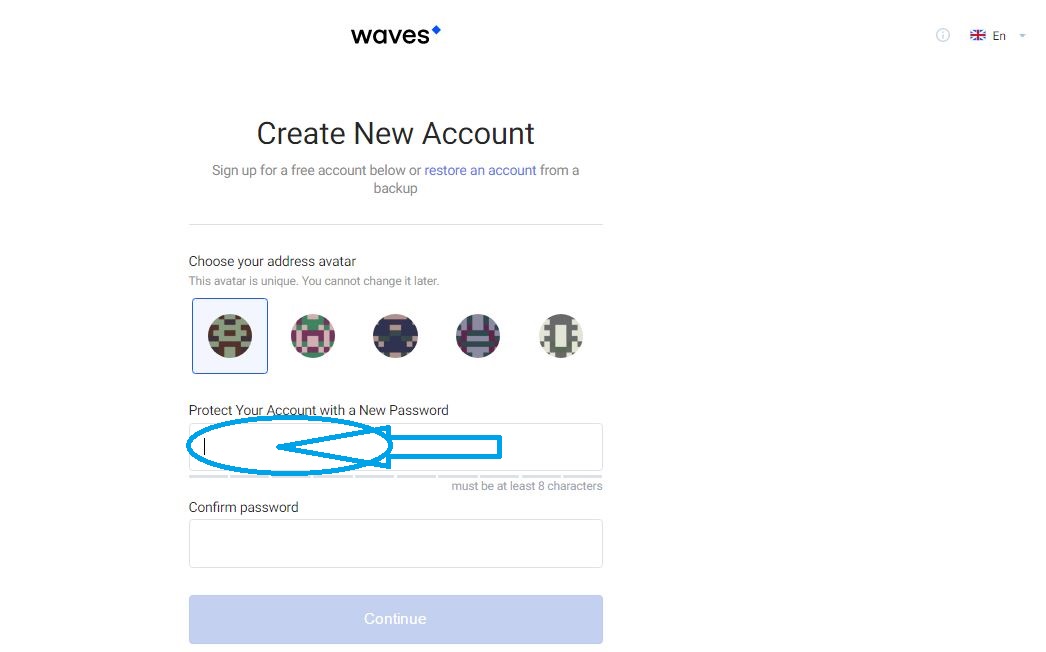 waves
En
Create New Account
Sign up for a free account below or restore an account from a
backup
Choose your address avatar
This avatar is unique. You cannot change it later.
Protect Your Account with a New Password
must be at least 8 characters
Confirm password
Continue